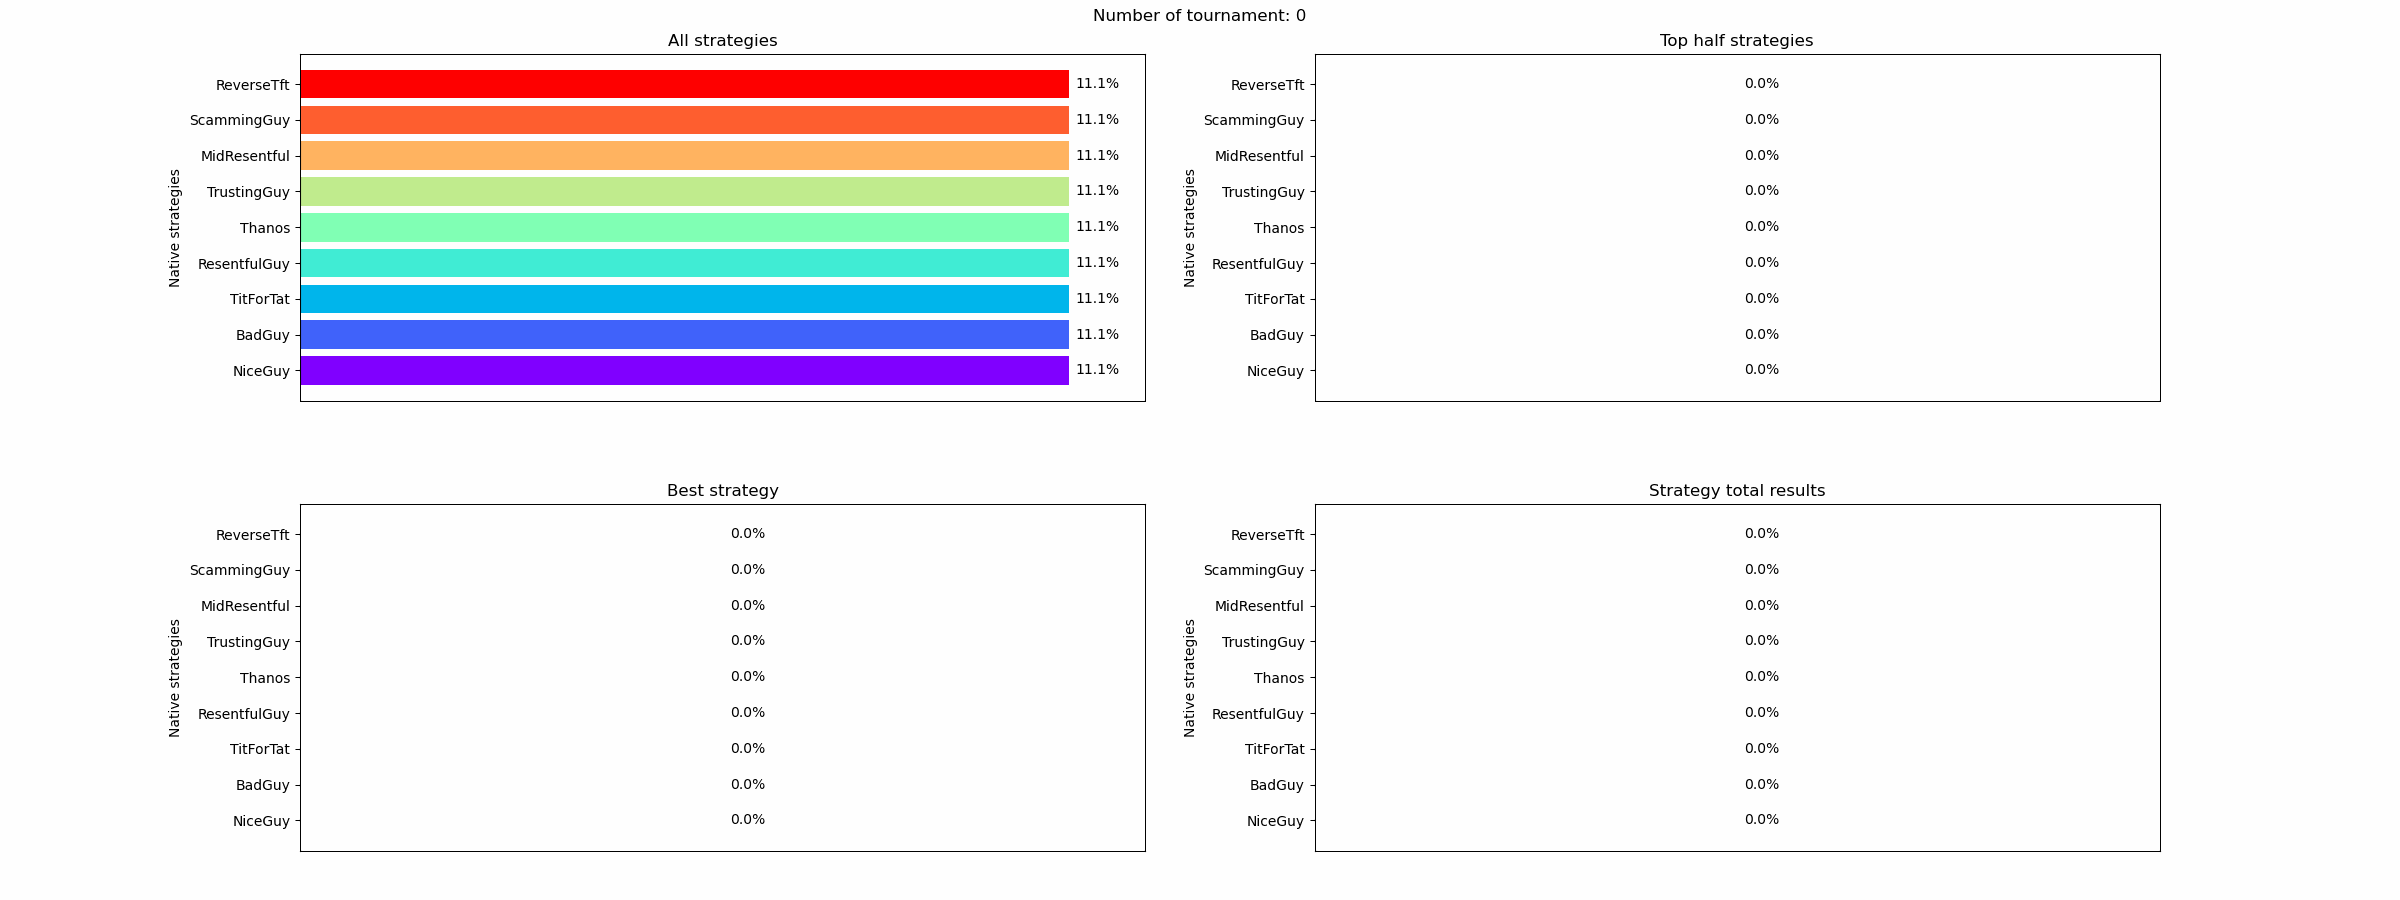 Number of tournament: 0
All strategies
Native strategies
ReverseTft 11.1%
ScammingGuy 11.1%
MidResentful 11.1%
TrustingGuy 11.1%
Thanos 11.1%
ResentfulGuy 11.1%
TitForTat 11.1%
BadGuy 11.1%
NiceGuy 11.1%
Top half strategies
Native strategies
ReverseTft 0.0%
ScammingGuy 0.0%
MidResentful 0.0%
TrustingGuy 0.0%
Thanos 0.0%
ResentfulGuy 0.0%
TitForTat 0.0%
BadGuy 0.0%
NiceGuy 0.0%
Best strategy
Native strategies
ReverseTft 0.0%
ScammingGuy 0.0%
MidResentful 0.0%
TrustingGuy 0.0%
Thanos 0.0%
ResentfulGuy 0.0%
TitForTat 0.0%
BadGuy 0.0%
NiceGuy 0.0%
Strategy total results
Native strategies
ReverseTft 0.0%
ScammingGuy 0.0%
MidResentful 0.0%
TrustingGuy 0.0%
Thanos 0.0%
ResentfulGuy 0.0%
TitForTat 0.0%
BadGuy 0.0%
NiceGuy 0.0%